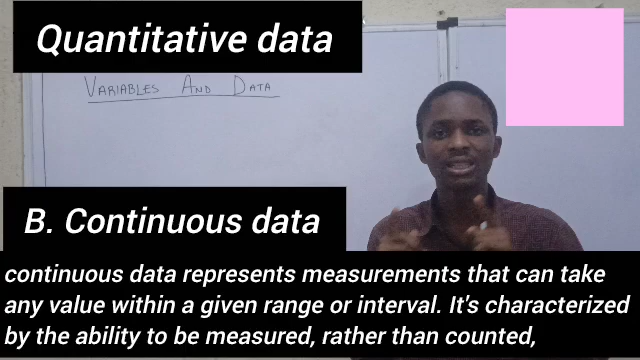 Quantitative data
VARIABLES AND DATA
B. Continuous data
continuous data represents measurements that can take
any value within a given range or interval. It's characterized
by the ability to be measured, rather than counted,